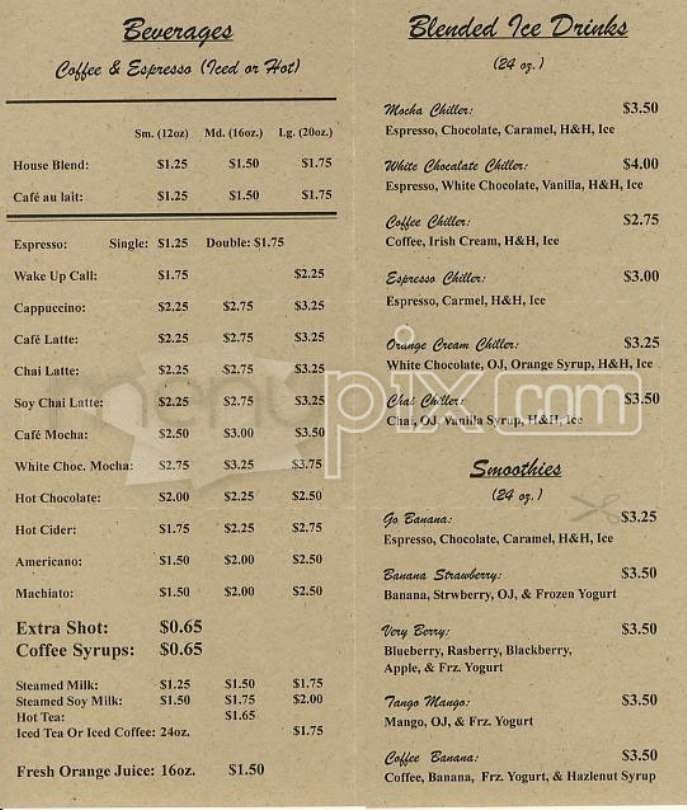 Beverages
Coffee & Espresso (Iced or Hot)
Sm. (12oz) Md. (16oz.) Lg. (20oz.)
House Blend: $1.25 $1.50 $1.75
Café au lait: $1.25 $1.50 $1.75
Espresso: Single: $1.25 Double: $1.75
Wake Up Call: $1.75 $2.25
Cappuccino: $2.25 $2.75 $3.25
Café Latte: $2.25 $2.75 $3.25
Chai Latte: $2.25 $2.75 $3.25
Soy Chai Latte: $2.25 $2.75 $3.25
Café Mocha: $2.50 $3.00 $3.50
White Choc. Mocha: $2.75 $3.25 $3.75
Hot Chocolate: $2.00 $2.25 $2.50
Hot Cider: $1.75 $2.25 $2.75
Americano: $1.50 $2.00 $2.50
Machiato: $1.50 $2.00 $2.50
Extra Shot: $0.65
Coffee Syrups: $0.65
Steamed Milk: $1.25 $1.50 $1.75
Steamed Soy Milk: $1.50 $1.75 $2.00
Hot Tea: $1.65
Iced Tea Or Iced Coffee: 24oz. $1.75
Fresh Orange Juice: 16oz. $1.50
Blended Ice Drinks
(24 oz.)
Mocha Chiller: $3.50
Espresso, Chocolate, Caramel, H&H, Ice
White Chocalate Chiller: $4.00
Espresso, White Chocolate, Vanilla, H&H, Ice
Coffee Chiller: $2.75
Coffee, Irish Cream, H&H, Ice
Espresso Chiller: $3.00
Espresso, Carmel, H&H, Ice
Orange Cream Chiller: $3.25
White Chocolate, OJ, Orange Syrup, H&H, Ice
Chai Chiller: $3.50
Chai, OJ, Vanilla Syrup, H&H, Ice
Smoothies
(24 oz.)
Go Banana: $3.25
Espresso, Chocolate, Caramel, H&H, Ice
Banana Strawberry: $3.50
Banana, Strwberry, OJ, & Frozen Yogurt
Very Berry: $3.50
Blueberry, Rasberry, Blackberry,
Apple, & Frz. Yogurt
Tango Mango: $3.50
Mango, OJ, & Frz. Yogurt
Coffee Banana: $3.50
Coffee, Banana, Frz. Yogurt, & Hazlenut Syrup
menupix.com